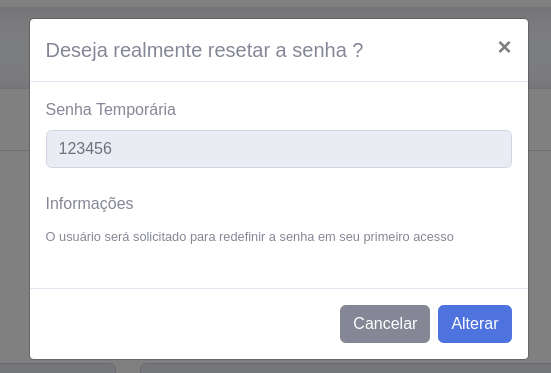 Deseja realmente resetar a senha ?
×
Senha Temporária
123456
Informações
O usuário será solicitado para redefinir a senha em seu primeiro acesso
Cancelar
Alterar